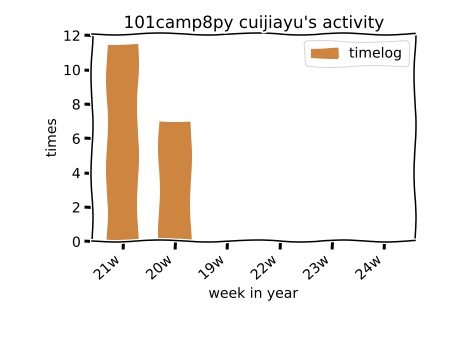 101camp8py cuijiayu's activity
timelog
times
12
10
8
6
4
2
0
21w
20w
19w
22w
23w
24w
week in year